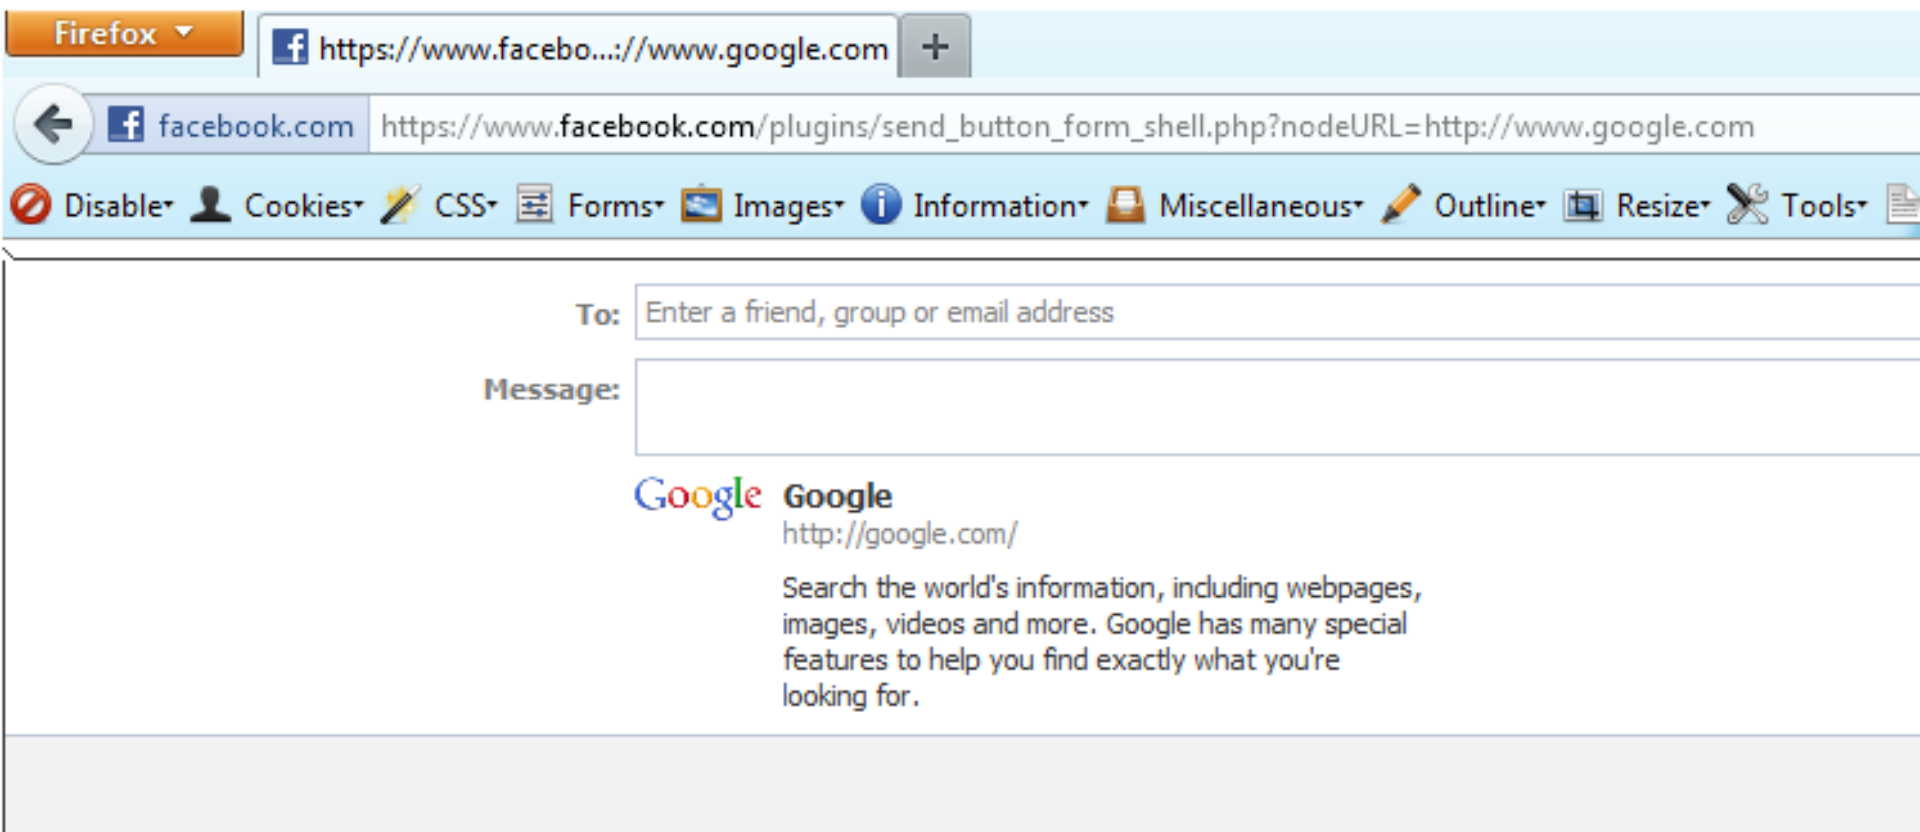 Firefox
https://www.facebo...://www.google.com
+
facebook.com https://www.facebook.com/plugins/send_button_form_shell.php?nodeURL=http://www.google.com
Disable Cookies CSS Forms Images Information Miscellaneous Outline Resize Tools
To: Enter a friend, group or email address
Message:
Google Google
http://google.com/
Search the world's information, including webpages,
images, videos and more. Google has many special
features to help you find exactly what you're
looking for.